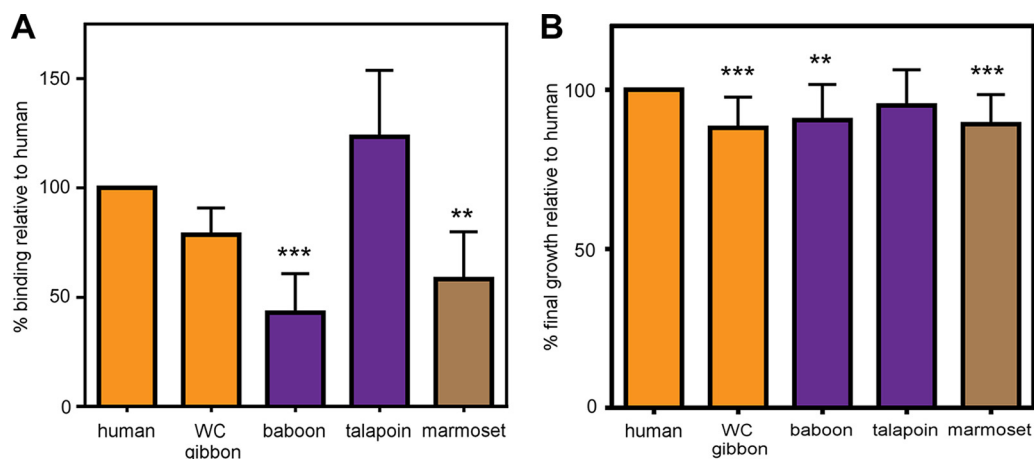 A
% binding relative to human
150
100
50
0
***
**
human
WC
gibbon
baboon
talapoin
marmoset
B
% final growth relative to human
100
50
0
***
**
***
human
WC
gibbon
baboon
talapoin
marmoset